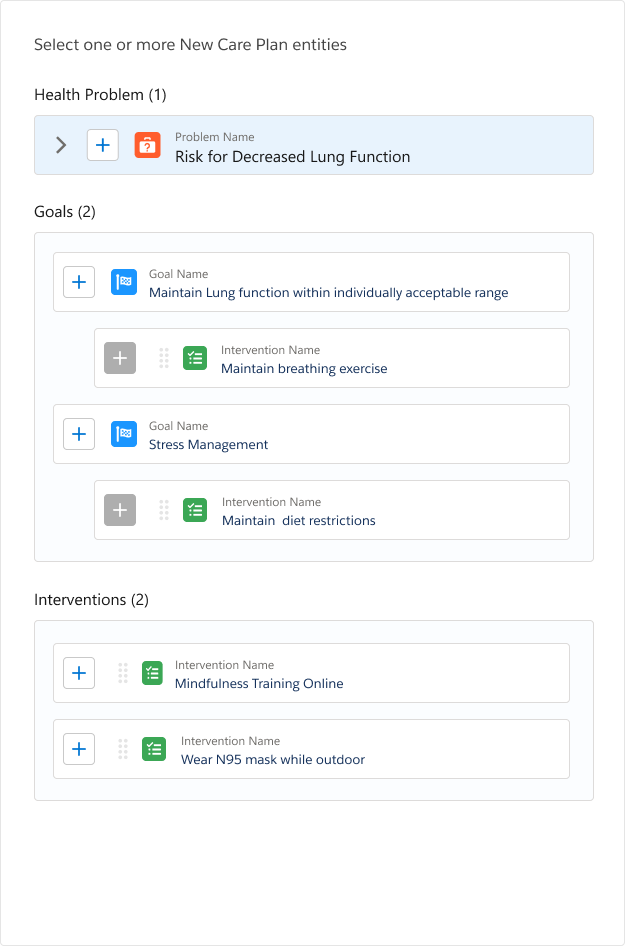 Select one or more New Care Plan entities
Health Problem (1)
Problem Name
Risk for Decreased Lung Function
Goals (2)
Goal Name
Maintain Lung function within individually acceptable range
Intervention Name
Maintain breathing exercise
Goal Name
Stress Management
Intervention Name
Maintain  diet restrictions
Interventions (2)
Intervention Name
Mindfulness Training Online
Intervention Name
Wear N95 mask while outdoor